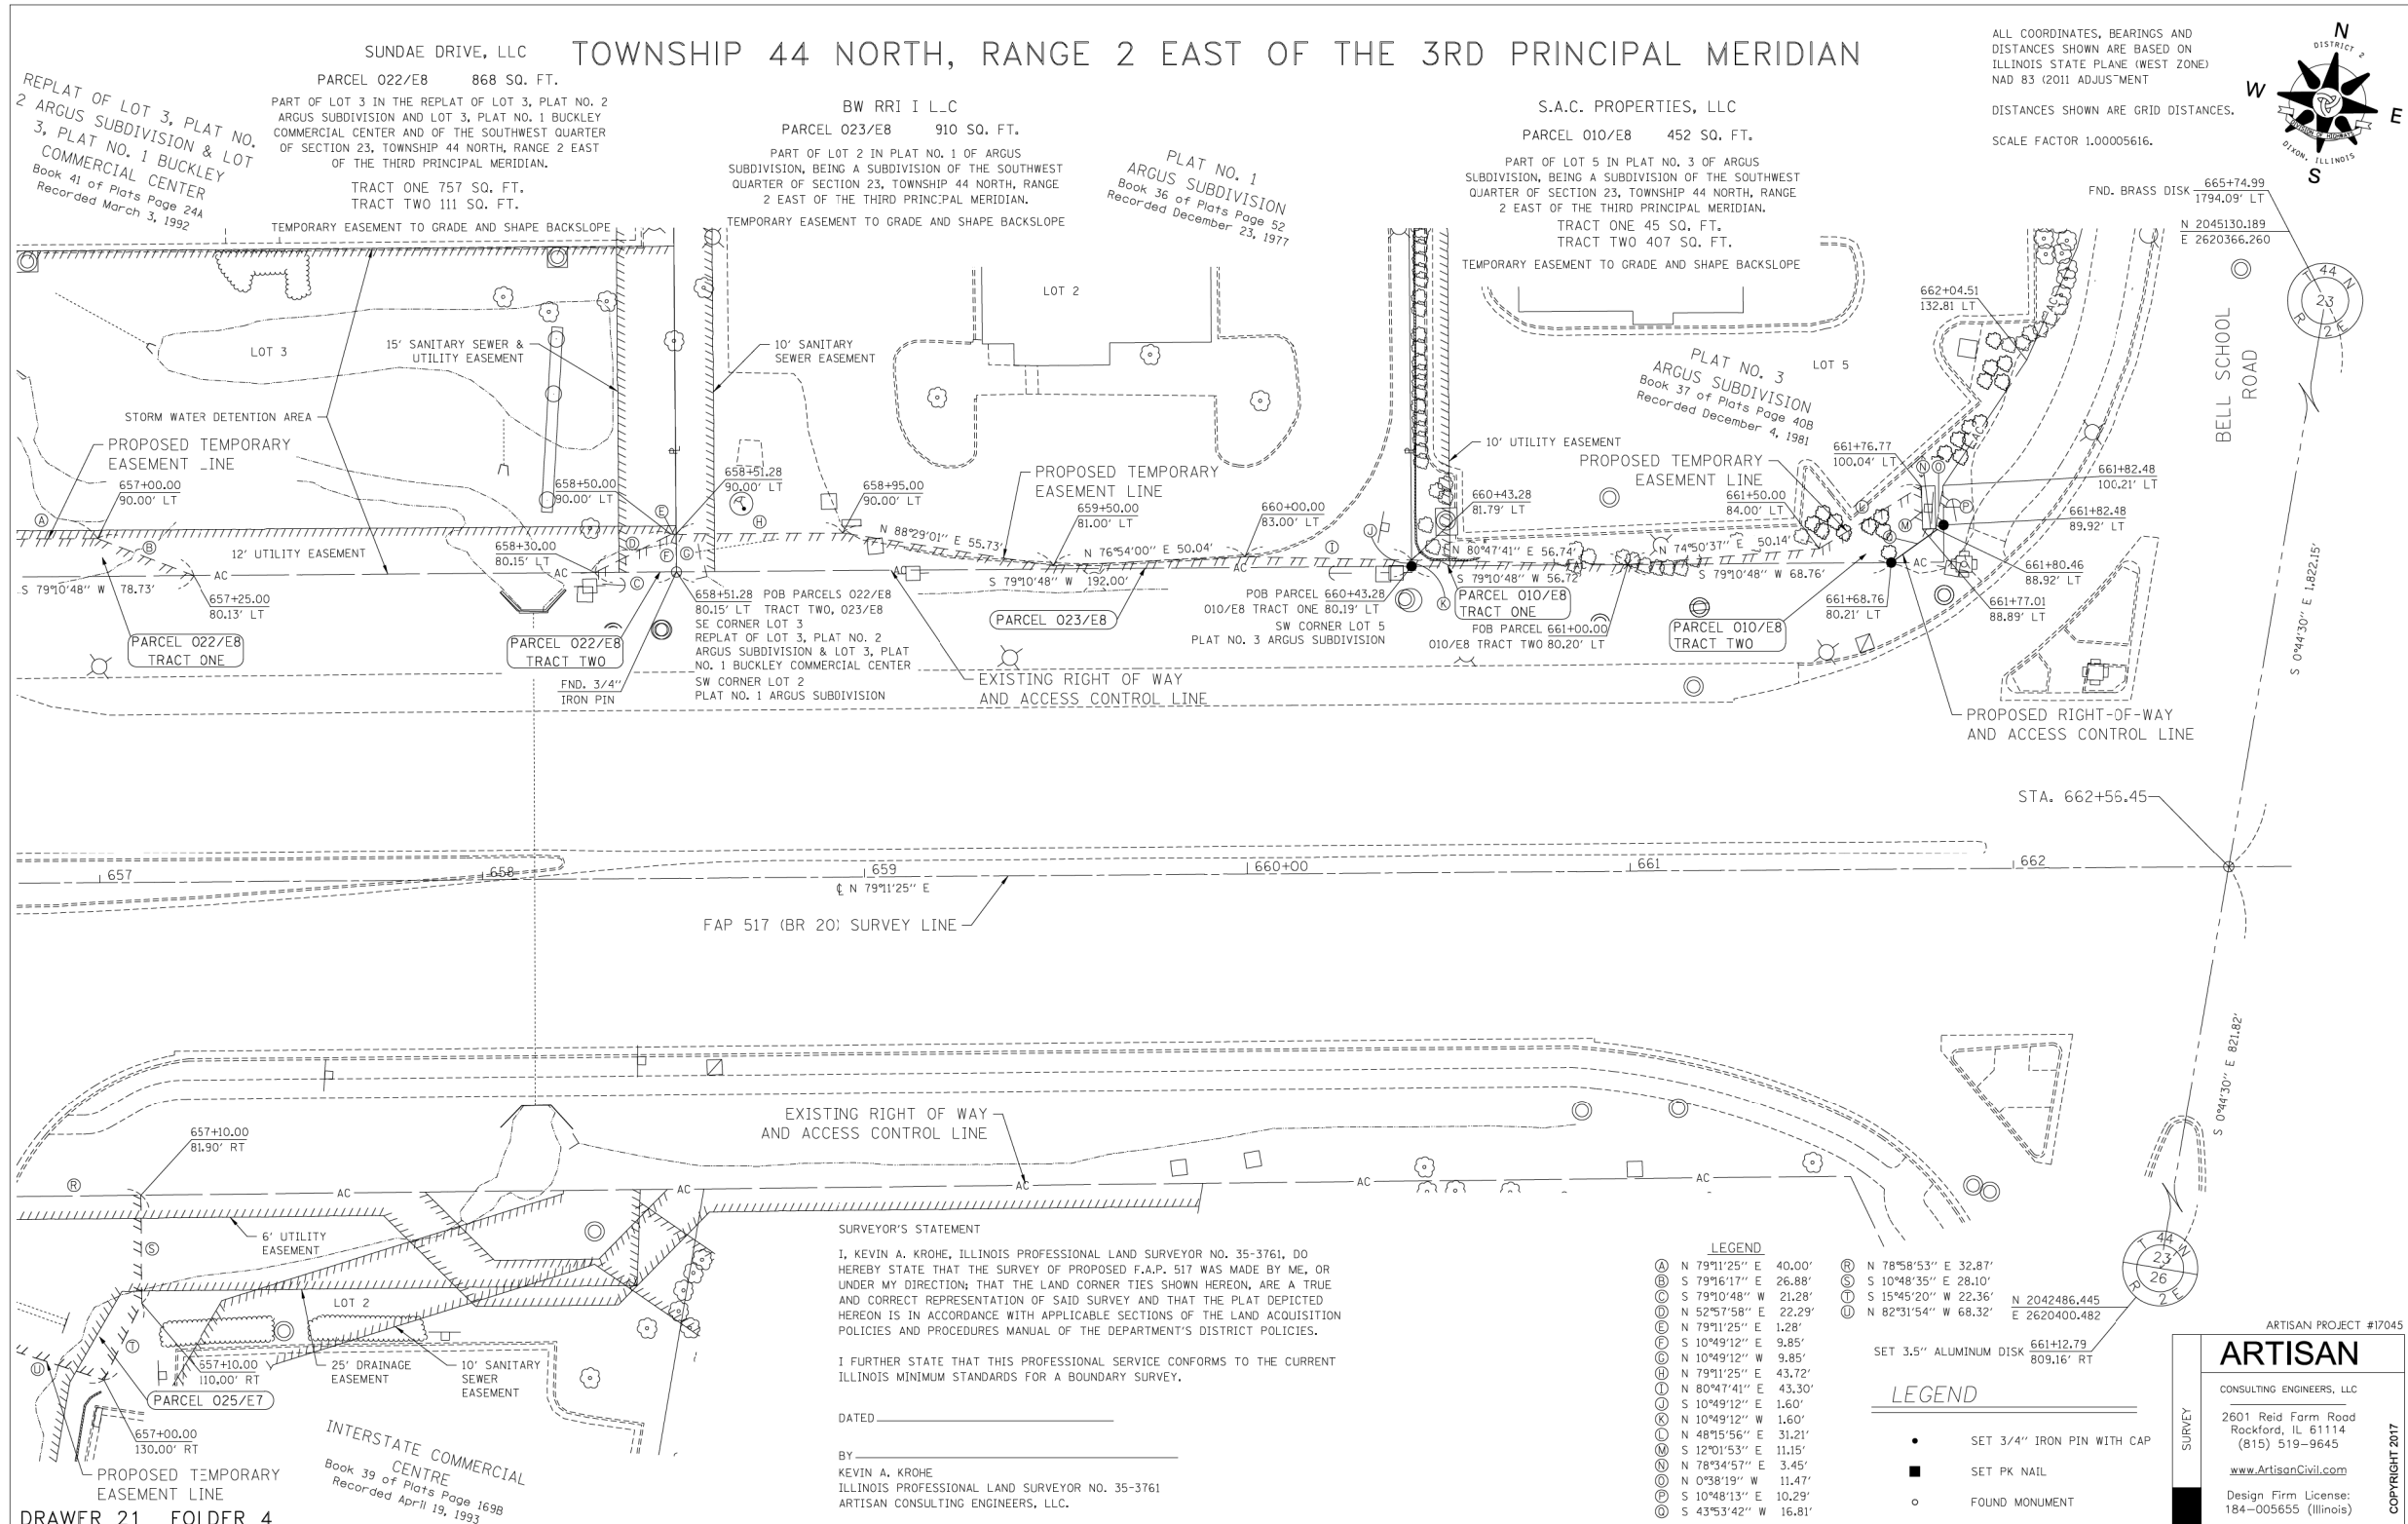 TOWNSHIP 44 NORTH, RANGE 2 EAST OF THE 3RD PRINCIPAL MERIDIAN
REPLAT OF LOT 3, PLAT NO.
2 ARGUS SUBDIVISION & LOT
3, PLAT NO. 1 BUCKLEY
COMMERCIAL CENTER
Book 41 of Plats Page 24A
Recorded March 3, 1992
SUNDAE DRIVE, LLC
PARCEL 022/E8 868 SQ. FT.
PART OF LOT 3 IN THE REPLAT OF LOT 3, PLAT NO. 2
ARGUS SUBDIVISION AND LOT 3, PLAT NO. 1 BUCKLEY
COMMERCIAL CENTER AND OF THE SOUTHWEST QUARTER
OF SECTION 23, TOWNSHIP 44 NORTH, RANGE 2 EAST
OF THE THIRD PRINCIPAL MERIDIAN.
TRACT ONE 757 SQ. FT.
TRACT TWO 111 SQ. FT.
TEMPORARY EASEMENT TO GRADE AND SHAPE BACKSLOPE
BW RRI I L_C
PARCEL 023/E8 910 SQ. FT.
PART OF LOT 2 IN PLAT NO. 1 OF ARGUS
SUBDIVISION, BEING A SUBDIVISION OF THE SOUTHWEST
QUARTER OF SECTION 23, TOWNSHIP 44 NORTH, RANGE
2 EAST OF THE THIRD PRINCIPAL MERIDIAN.
TEMPORARY EASEMENT TO GRADE AND SHAPE BACKSLOPE
PLAT NO. 1
ARGUS SUBDIVISION
Book 36 of Plats Page 52
Recorded December 23, 1977
S.A.C. PROPERTIES, LLC
PARCEL 010/E8 452 SQ. FT.
PART OF LOT 5 IN PLAT NO. 3 OF ARGUS
SUBDIVISION, BEING A SUBDIVISION OF THE SOUTHWEST
QUARTER OF SECTION 23, TOWNSHIP 44 NORTH, RANGE
2 EAST OF THE THIRD PRINCIPAL MERIDIAN.
TRACT ONE 45 SQ. FT.
TRACT TWO 407 SQ. FT.
TEMPORARY EASEMENT TO GRADE AND SHAPE BACKSLOPE
ALL COORDINATES, BEARINGS AND
DISTANCES SHOWN ARE BASED ON
ILLINOIS STATE PLANE (WEST ZONE)
NAD 83 (2011 ADJUSTMENT
DISTANCES SHOWN ARE GRID DISTANCES.
SCALE FACTOR 1.00005616.
N
W
E
S
DISTRICT 2
DIVISION OF HIGHWAYS
DIXON, ILLINOIS
FND. BRASS DISK 665+74.99
1794.09' LT
N 2045130.189
E 2620366.260
T 44 N
23
R 2 E
BELL SCHOOL
ROAD
LOT 3
LOT 2
LOT 5
15' SANITARY SEWER &
UTILITY EASEMENT
10' SANITARY
SEWER EASEMENT
STORM WATER DETENTION AREA
PROPOSED TEMPORARY
EASEMENT _INE
657+00.00
90.00' LT
12' UTILITY EASEMENT
658+50.00
90.00' LT
658+30.00
80.15' LT
658+51.28
90.00' LT
658+95.00
90.00' LT
PROPOSED TEMPORARY
EASEMENT LINE
659+50.00
81.00' LT
660+00.00
83.00' LT
N 88°29'01" E 55.73'
N 76°54'00" E 50.04'
S 79°10'48" W 192.00'
S 79°10'48" W 78.73'
657+25.00
80.13' LT
PARCEL 022/E8
TRACT ONE
PARCEL 022/E8
TRACT TWO
FND. 3/4"
IRON PIN
658+51.28 POB PARCELS 022/E8
80.15' LT TRACT TWO, 023/E8
SE CORNER LOT 3
REPLAT OF LOT 3, PLAT NO. 2
ARGUS SUBDIVISION & LOT 3, PLAT
NO. 1 BUCKLEY COMMERCIAL CENTER
SW CORNER LOT 2
PLAT NO. 1 ARGUS SUBDIVISION
PARCEL 023/E8
EXISTING RIGHT OF WAY
AND ACCESS CONTROL LINE
10' UTILITY EASEMENT
660+43.28
81.79' LT
N 80°47'41" E 56.74'
S 79°10'48" W 56.72'
POB PARCEL 660+43.28
010/E8 TRACT ONE 80.19' LT
SW CORNER LOT 5
PLAT NO. 3 ARGUS SUBDIVISION
PARCEL 010/E8
TRACT ONE
POB PARCEL 661+00.00
010/E8 TRACT TWO 80.20' LT
PLAT NO. 3
ARGUS SUBDIVISION
Book 37 of Plats Page 40B
Recorded December 4, 1981
PROPOSED TEMPORARY
EASEMENT LINE
661+50.00
84.00' LT
N 74°50'37" E 50.14'
S 79°10'48" W 68.76'
PARCEL 010/E8
TRACT TWO
662+04.51
132.81 LT
661+76.77
100.04' LT
661+82.48
100.21' LT
661+82.48
89.92' LT
661+80.46
88.92' LT
661+77.01
88.89' LT
661+68.76
80.21' LT
PROPOSED RIGHT-OF-WAY
AND ACCESS CONTROL LINE
S 0°44'30" E 1,822.15'
STA. 662+56.45
657
658
659
660+00
661
662
℄ N 79°11'25" E
FAP 517 (BR 20) SURVEY LINE
S 0°44'30" E 821.82'
EXISTING RIGHT OF WAY
AND ACCESS CONTROL LINE
657+10.00
81.90' RT
AC AC AC AC AC
6' UTILITY
EASEMENT
LOT 2
657+10.00
110.00' RT
25' DRAINAGE
EASEMENT
10' SANITARY
SEWER
EASEMENT
PARCEL 025/E7
657+00.00
130.00' RT
PROPOSED TEMPORARY
EASEMENT LINE
INTERSTATE COMMERCIAL
CENTRE
Book 39 of Plats Page 169B
Recorded April 19, 1993
DRAWER 21 FOLDER 4
SURVEYOR'S STATEMENT
I, KEVIN A. KROHE, ILLINOIS PROFESSIONAL LAND SURVEYOR NO. 35-3761, DO
HEREBY STATE THAT THE SURVEY OF PROPOSED F.A.P. 517 WAS MADE BY ME, OR
UNDER MY DIRECTION; THAT THE LAND CORNER TIES SHOWN HEREON, ARE A TRUE
AND CORRECT REPRESENTATION OF SAID SURVEY AND THAT THE PLAT DEPICTED
HEREON IS IN ACCORDANCE WITH APPLICABLE SECTIONS OF THE LAND ACQUISITION
POLICIES AND PROCEDURES MANUAL OF THE DEPARTMENT'S DISTRICT POLICIES.
I FURTHER STATE THAT THIS PROFESSIONAL SERVICE CONFORMS TO THE CURRENT
ILLINOIS MINIMUM STANDARDS FOR A BOUNDARY SURVEY.
DATED
BY
KEVIN A. KROHE
ILLINOIS PROFESSIONAL LAND SURVEYOR NO. 35-3761
ARTISAN CONSULTING ENGINEERS, LLC.
LEGEND
A N 79°11'25" E 40.00'
B S 79°16'17" E 26.88'
C S 79°10'48" W 21.28'
D N 52°57'58" E 22.29'
E N 79°11'25" E 1.28'
F S 10°49'12" E 9.85'
G N 10°49'12" W 9.85'
H N 79°11'25" E 43.72'
I N 80°47'41" E 43.30'
J S 10°49'12" E 1.60'
K N 10°49'12" W 1.60'
L N 48°15'56" E 31.21'
M S 12°01'53" E 11.15'
N N 78°34'57" E 3.45'
O N 0°38'19" W 11.47'
P S 10°48'13" E 10.29'
Q S 43°53'42" W 16.81'
R N 78°58'53" E 32.87'
S S 10°48'35" E 28.10'
T S 15°45'20" W 22.36'
U N 82°31'54" W 68.32'
T 44 N
23
26
R 2 E
N 2042486.445
E 2620400.482
SET 3.5" ALUMINUM DISK 661+12.79
809.16' RT
LEGEND
SET 3/4" IRON PIN WITH CAP
SET PK NAIL
FOUND MONUMENT
ARTISAN PROJECT #17045
SURVEY
ARTISAN
CONSULTING ENGINEERS, LLC
2601 Reid Farm Road
Rockford, IL 61114
(815) 519-9645
www.ArtisanCivil.com
Design Firm License:
184-005655 (Illinois)
COPYRIGHT 2017